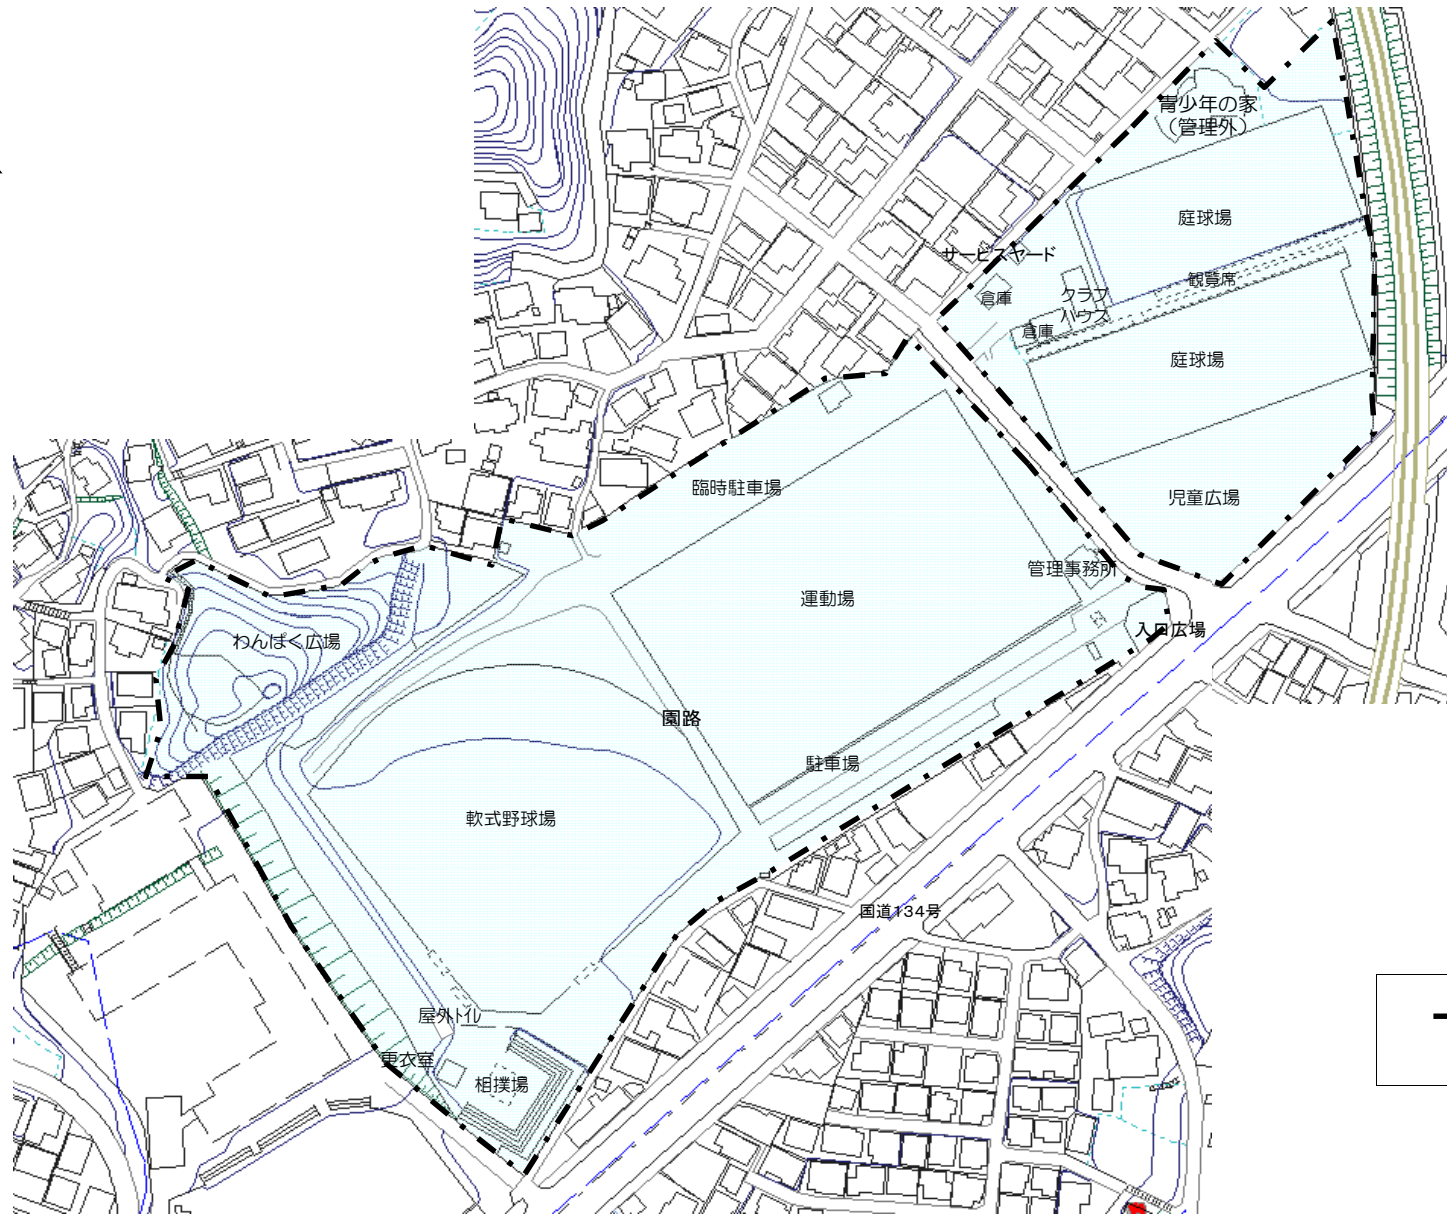 青少年の家
（管理外）
庭球場
サービスヤード
観覧席
倉庫
クラブ
ハウス
倉庫
庭球場
臨時駐車場
児童広場
管理事務所
運動場
入口広場
わんぱく広場
園路
駐車場
軟式野球場
国道134号
屋外トイレ
更衣室
相撲場